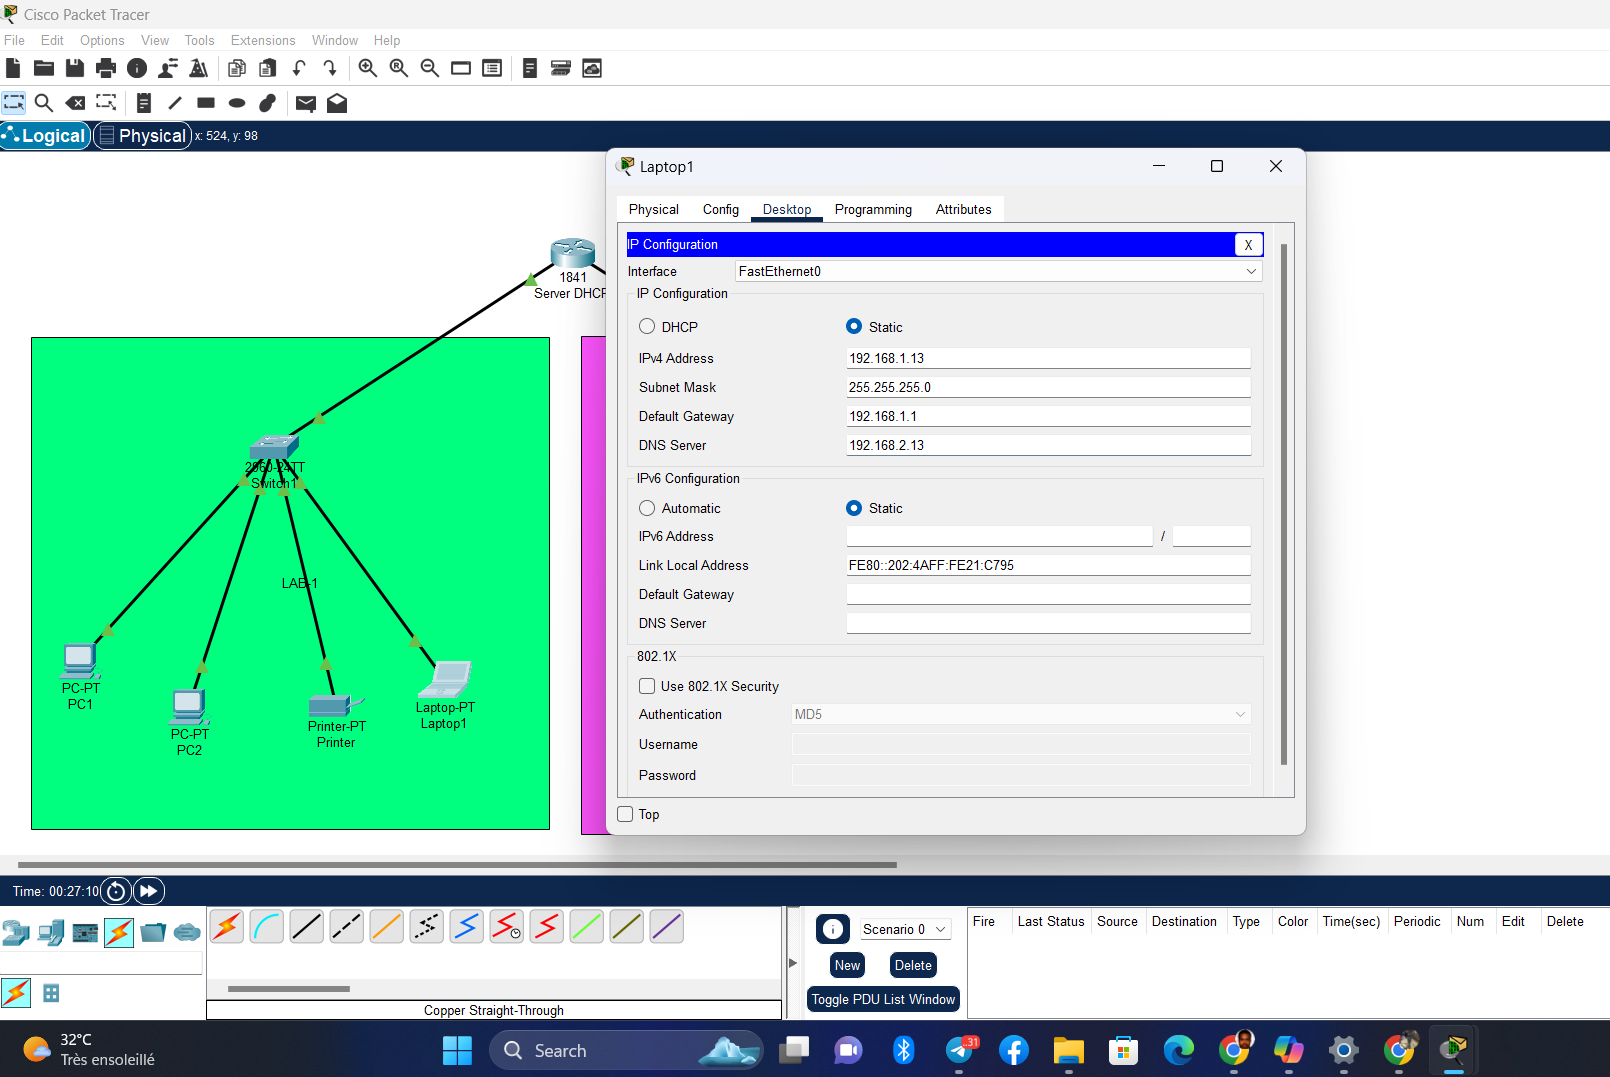 Cisco Packet Tracer
File Edit Options View Tools Extensions Window Help
Logical Physical x: 524, y: 98
1841
Server DHCP
2960-24TT
Switch1
LAB-1
PC-PT
PC1
PC-PT
PC2
Printer-PT
Printer
Laptop-PT
Laptop1
Laptop1
Physical Config Desktop Programming Attributes
IP Configuration X
Interface FastEthernet0
IP Configuration
DHCP Static
IPv4 Address 192.168.1.13
Subnet Mask 255.255.255.0
Default Gateway 192.168.1.1
DNS Server 192.168.2.13
IPv6 Configuration
Automatic Static
IPv6 Address /
Link Local Address FE80::202:4AFF:FE21:C795
Default Gateway
DNS Server
802.1X
Use 802.1X Security
Authentication MD5
Username
Password
Top
Time: 00:27:10
Copper Straight-Through
Scenario 0
New Delete
Toggle PDU List Window
Fire Last Status Source Destination Type Color Time(sec) Periodic Num Edit Delete
32°C
Très ensoleillé
Search
31